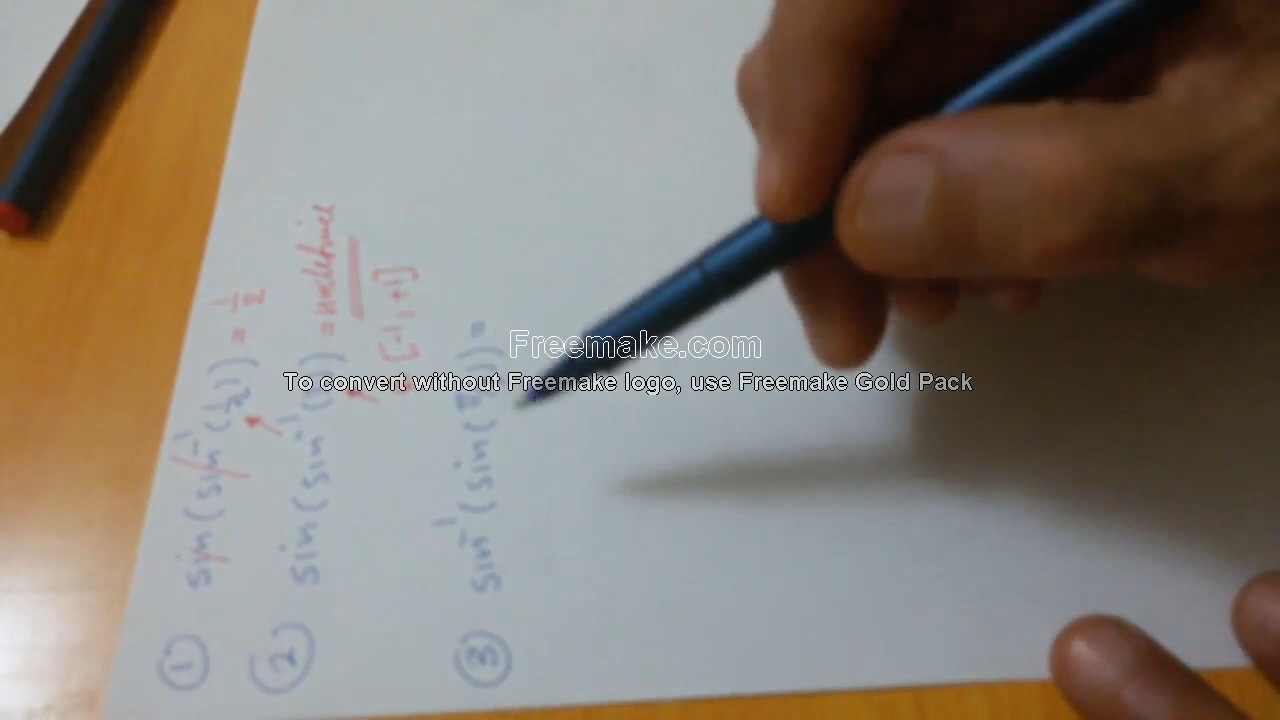 ① sin(sin⁻¹(½)) = ½
② sin(sin⁻¹( )) = undefine
[-1, +1]
③ sin⁻¹(sin( )) =
Freemake.com
To convert without Freemake logo, use Freemake Gold Pack